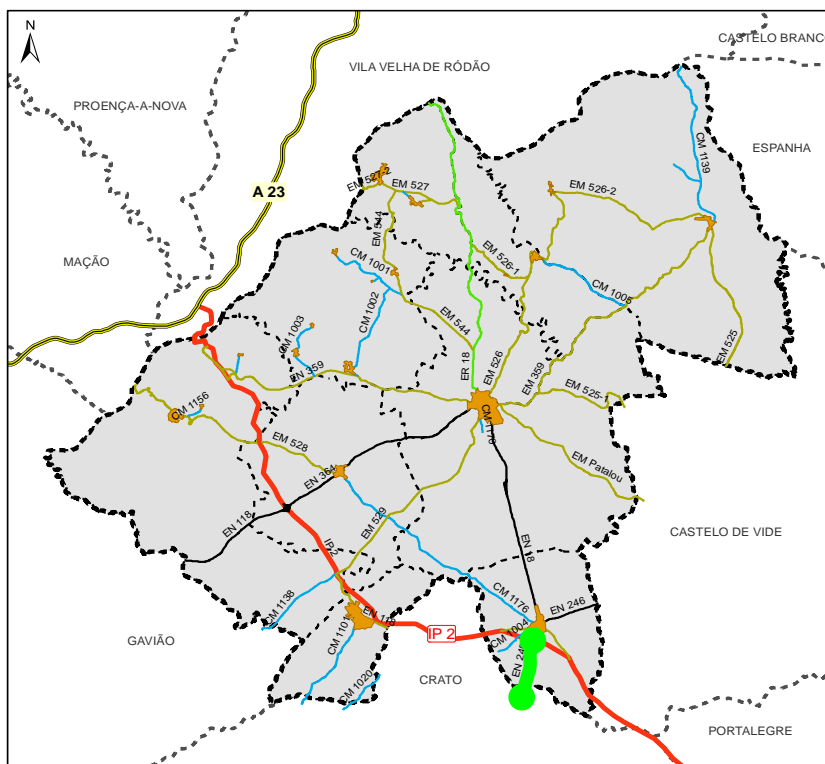 N
CASTELO BRANCO
VILA VELHA DE RÓDÃO
PROENÇA-A-NOVA
ESPANHA
CM 1139
EM 527-2
EM 527
EM 526-2
A 23
EM 544
MAÇÃO
CM 1001
EM 526-1
CM 1002
CM 1005
CM 1003
EM 544
EM 525
ER 18
EM 526
EM 359
EN 359
EM 525-1
CM 1156
CM 1176
EM 528
EM Patalou
EN 364
EN 118
EM 529
CASTELO DE VIDE
IP 2
EN 18
CM 1138
CM 1176
EN 246
CM 1101
EN 118
IP 2
CM 1004
GAVIÃO
CM 1020
CRATO
PORTALEGRE